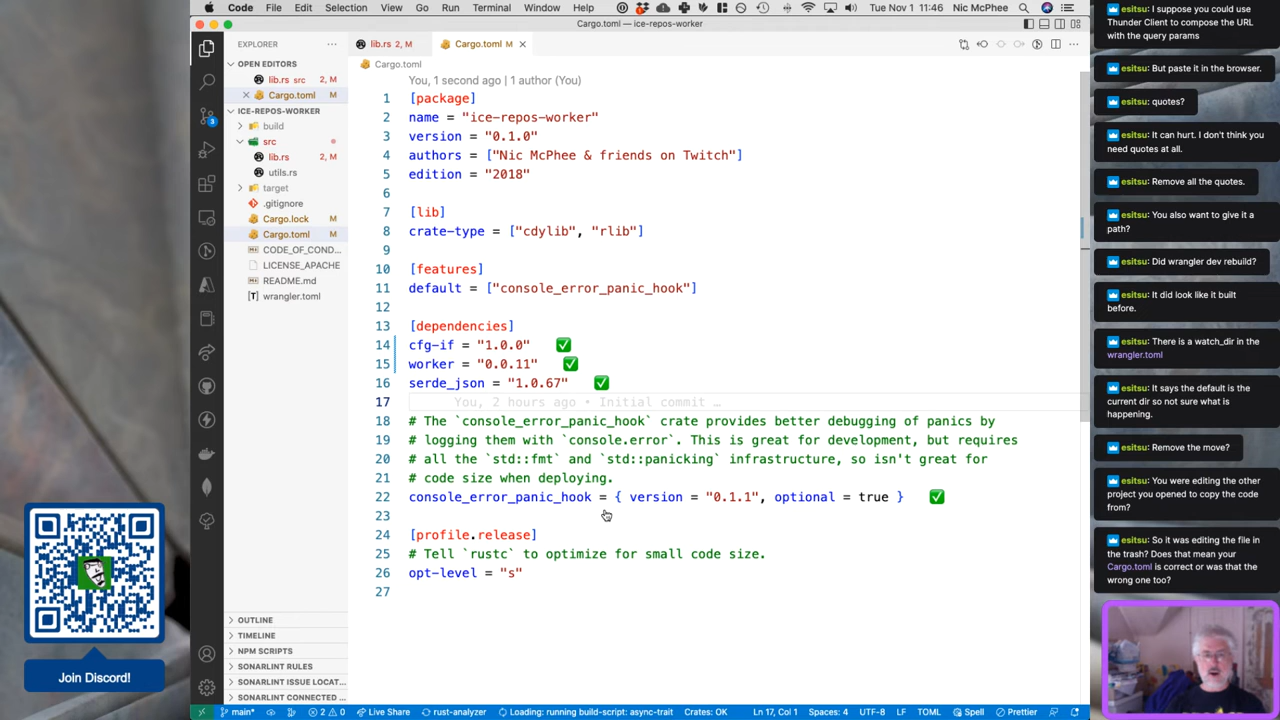 Code File Edit Selection View Go Run Terminal Window Help
Tue Nov 1 11:46 Nic McPhee
Cargo.toml — ice-repos-worker
EXPLORER
OPEN EDITORS
lib.rs src 2, M
Cargo.toml M
ICE-REPOS-WORKER
build
src
lib.rs 2, M
utils.rs
target
.gitignore
Cargo.lock M
Cargo.toml M
CODE_OF_COND...
LICENSE_APACHE
README.md
wrangler.toml
OUTLINE
TIMELINE
NPM SCRIPTS
SONARLINT RULES
SONARLINT ISSUE LOCAT...
SONARLINT CONNECTED ...
3
lib.rs 2, M
Cargo.toml M
Cargo.toml
You, 1 second ago | 1 author (You)
1 [package]
2 name = "ice-repos-worker"
3 version = "0.1.0"
4 authors = ["Nic McPhee & friends on Twitch"]
5 edition = "2018"
6
7 [lib]
8 crate-type = ["cdylib", "rlib"]
9
10 [features]
11 default = ["console_error_panic_hook"]
12
13 [dependencies]
14 cfg-if = "1.0.0" ✅
15 worker = "0.0.11" ✅
16 serde_json = "1.0.67" ✅
17 You, 2 hours ago • Initial commit …
18 # The `console_error_panic_hook` crate provides better debugging of panics by
19 # logging them with `console.error`. This is great for development, but requires
20 # all the `std::fmt` and `std::panicking` infrastructure, so isn't great for
21 # code size when deploying.
22 console_error_panic_hook = { version = "0.1.1", optional = true } ✅
23
24 [profile.release]
25 # Tell `rustc` to optimize for small code size.
26 opt-level = "s"
27
main* 2 0 Live Share rust-analyzer Loading: running build-script: async-trait Crates: OK Ln 17, Col 1 Spaces: 4 UTF-8 LF TOML Spell Prettier
Join Discord!
esitsu: I suppose you could use
Thunder Client to compose the URL
with the query params
esitsu: But paste it in the browser.
esitsu: quotes?
esitsu: It can hurt. I don't think you
need quotes at all.
esitsu: Remove all the quotes.
esitsu: You also want to give it a
path?
esitsu: Did wrangler dev rebuild?
esitsu: It did look like it built
before.
esitsu: There is a watch_dir in the
wrangler.toml
esitsu: It says the default is the
current dir so not sure what is
happening.
esitsu: Remove the move?
esitsu: You were editing the other
project you opened to copy the code
from?
esitsu: So it was editing the file in
the trash? Does that mean your
Cargo.toml is correct or was that the
wrong one too?